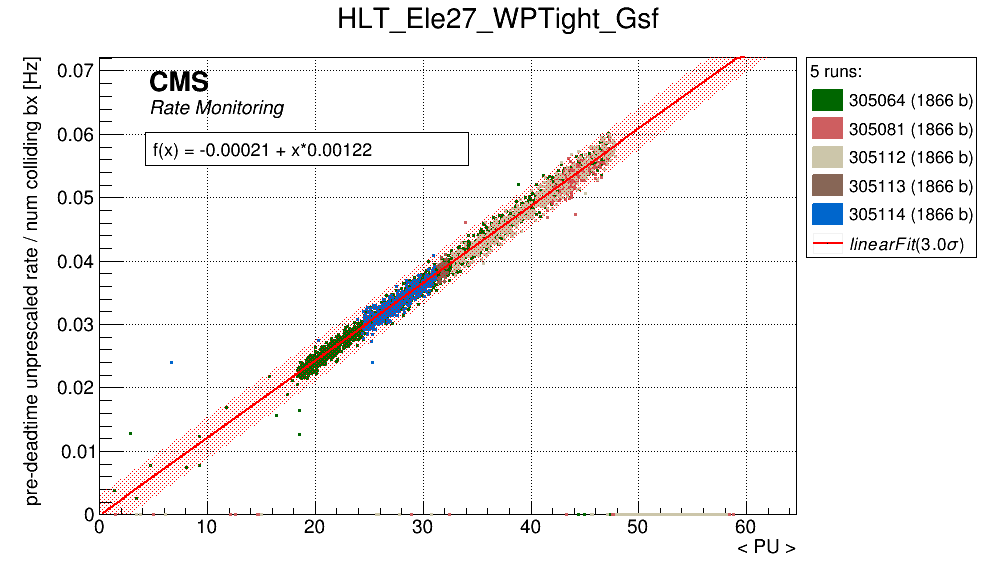 HLT_Ele27_WPTight_Gsf
pre-deadtime unprescaled rate / num colliding bx [Hz]
CMS
Rate Monitoring
f(x) = -0.00021 + x*0.00122
0.07
0.06
0.05
0.04
0.03
0.02
0.01
0
0 10 20 30 40 50 60
< PU >
5 runs:
305064 (1866 b)
305081 (1866 b)
305112 (1866 b)
305113 (1866 b)
305114 (1866 b)
linearFit(3.0σ)